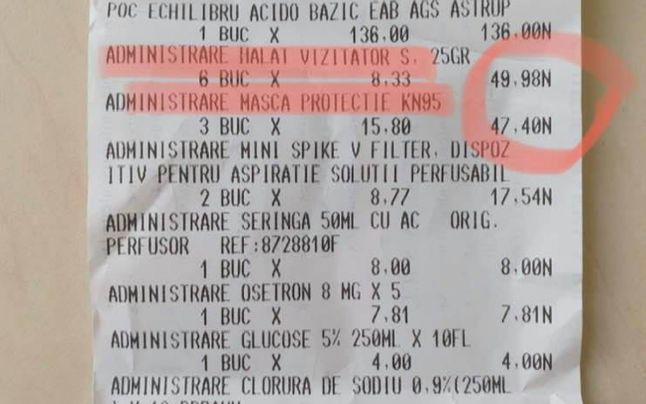 POC ECHILIBRU ACIDO BAZIC EAB AGS ASTRUP
1 BUC X 136.00 136.00N
ADMINISTRARE HALAT VIZITATOR S. 25GR
6 BUC X 8.33 49.98N
ADMINISTRARE MASCA PROTECTIE KN95
3 BUC X 15.80 47.40N
ADMINISTRARE MINI SPIKE V FILTER, DISPOZ
ITIV PENTRU ASPIRATIE SOLUTII PERFUSABIL
2 BUC X 8.77 17.54N
ADMINISTRARE SERINGA 50ML CU AC ORIG.
PERFUSOR REF:8728810F
1 BUC X 8.00 8.00N
ADMINISTRARE OSETRON 8 MG X 5
1 BUC X 7.81 7.81N
ADMINISTRARE GLUCOSE 5% 250ML X 10FL
1 BUC X 4.00 4.00N
ADMINISTRARE CLORURA DE SODIU 0.9%(250ML